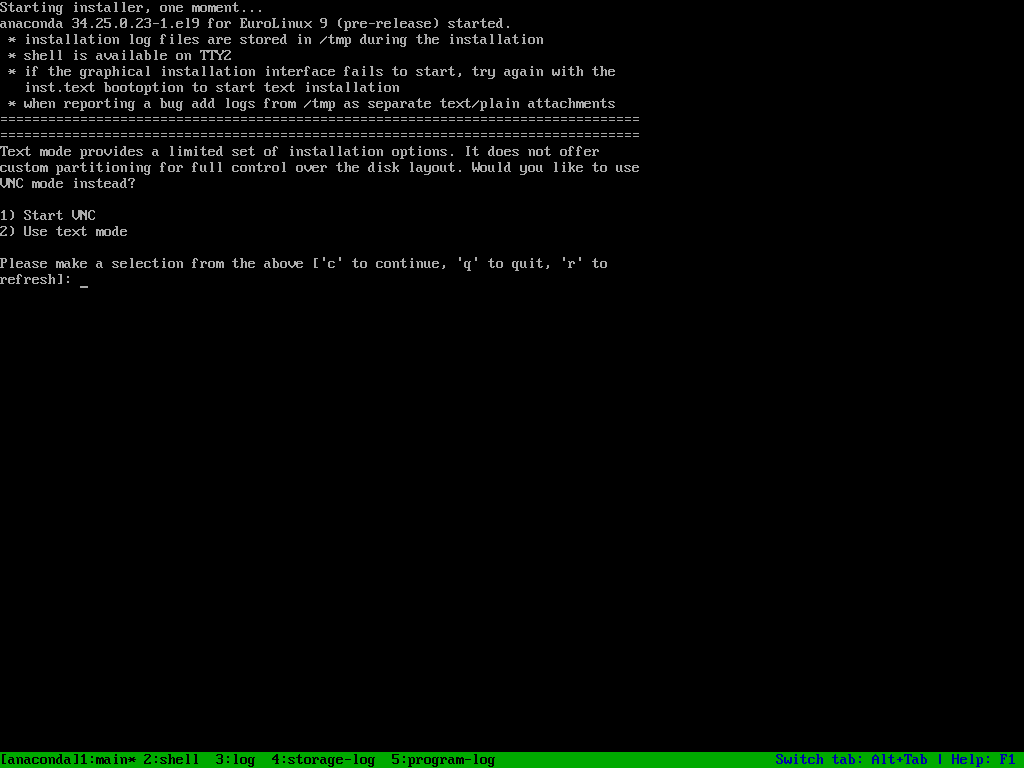 Starting installer, one moment...
anaconda 34.25.0.23-1.el9 for EuroLinux 9 (pre-release) started.
 * installation log files are stored in /tmp during the installation
 * shell is available on TTY2
 * if the graphical installation interface fails to start, try again with the
   inst.text bootoption to start text installation
 * when reporting a bug add logs from /tmp as separate text/plain attachments
================================================================================
================================================================================
Text mode provides a limited set of installation options. It does not offer
custom partitioning for full control over the disk layout. Would you like to use
VNC mode instead?

1) Start VNC
2) Use text mode

Please make a selection from the above ['c' to continue, 'q' to quit, 'r' to
refresh]: _
[anaconda]1:main* 2:shell  3:log  4:storage-log  5:program-log Switch tab: Alt+Tab | Help: F1